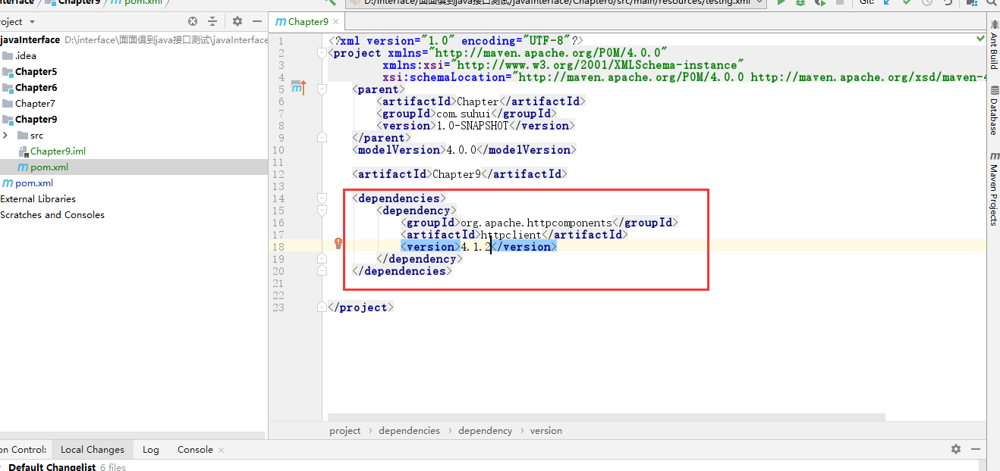 Chapter9
pom.xml
D:/interface/面面俱到java接口测试/javaInterface/Chapter6/src/main/resources/testng.xml
Git:
Chapter9
javaInterface D:\interface\面面俱到java接口测试\javaInterface
.idea
Chapter5
Chapter6
Chapter7
Chapter9
src
Chapter9.iml
pom.xml
pom.xml
External Libraries
Scratches and Consoles
1 <?xml version="1.0" encoding="UTF-8"?>
2 <project xmlns="http://maven.apache.org/POM/4.0.0"
3 xmlns:xsi="http://www.w3.org/2001/XMLSchema-instance"
4 xsi:schemaLocation="http://maven.apache.org/POM/4.0.0 http://maven.apache.org/xsd/maven-4
5 <parent>
6 <artifactId>Chapter</artifactId>
7 <groupId>com.suhui</groupId>
8 <version>1.0-SNAPSHOT</version>
9 </parent>
10 <modelVersion>4.0.0</modelVersion>
11
12 <artifactId>Chapter9</artifactId>
13
14 <dependencies>
15 <dependency>
16 <groupId>org.apache.httpcomponents</groupId>
17 <artifactId>httpclient</artifactId>
18 <version>4.1.2</version>
19 </dependency>
20 </dependencies>
21
22
23 </project>
project › dependencies › dependency › version
Ant Build
Database
Maven Projects
Control:
Local Changes
Log
Console
Default Changelist 6 files